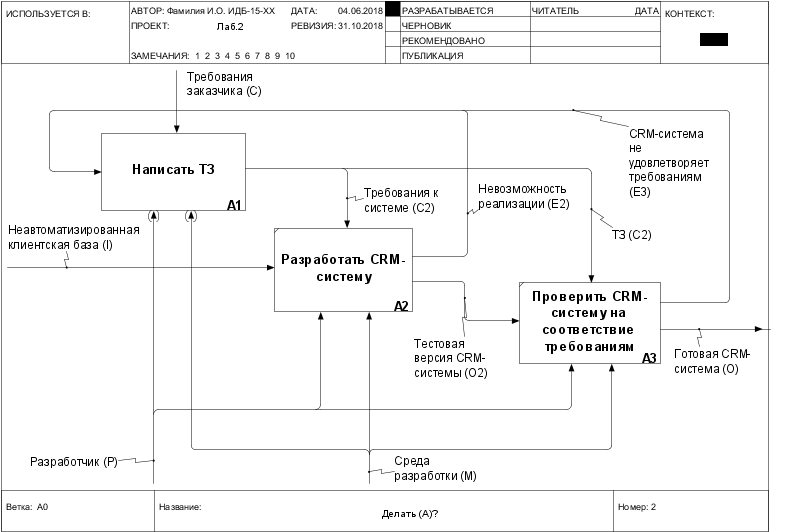 ИСПОЛЬЗУЕТСЯ В:
АВТОР: Фамилия И.О. ИДБ-15-ХХ
ДАТА: 04.06.2018
РАЗРАБАТЫВАЕТСЯ
ЧИТАТЕЛЬ
ДАТА
КОНТЕКСТ:
ПРОЕКТ: Лаб.2
РЕВИЗИЯ: 31.10.2018
ЧЕРНОВИК
РЕКОМЕНДОВАНО
ЗАМЕЧАНИЯ: 1 2 3 4 5 6 7 8 9 10
ПУБЛИКАЦИЯ
Требования
заказчика (C)
CRM-система
не
удовлетворяет
требованиям
(E3)
Написать ТЗ
A1
Требования к
системе (C2)
Невозможность
реализации (E2)
ТЗ (C2)
Неавтоматизированная
клиентская база (I)
Разработать CRM-
систему
A2
Проверить CRM-
систему на
соответствие
требованиям
A3
Тестовая
версия CRM-
системы (O2)
Готовая CRM-
система (O)
Разработчик (P)
Среда
разработки (M)
Ветка: A0
Название:
Делать (A)?
Номер: 2